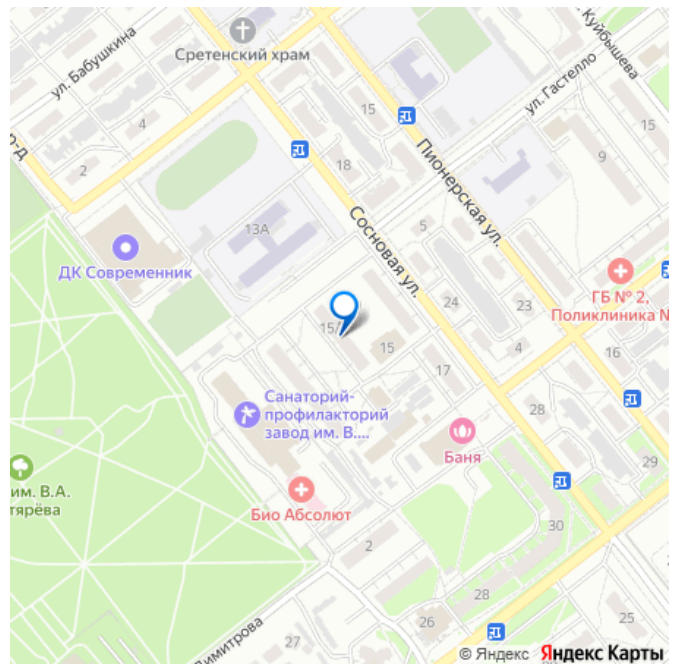 Сретенский храм
ул. Бабушкина
ул. Куйбышева
ул. Гастелло
15
4
15
2
18
9
Пионерская ул.
13А
Сосновая ул.
5
ДК Современник
ГБ № 2,
Поликлиника №
24
23
15/
15
4
16
17
Санаторий-
профилакторий
завод им. В....
28
Баня
29
им. В.А.
тярёва
Био Абсолют
30
2
28
26
25
27
Димитрова
© Яндекс Яндекс Карты